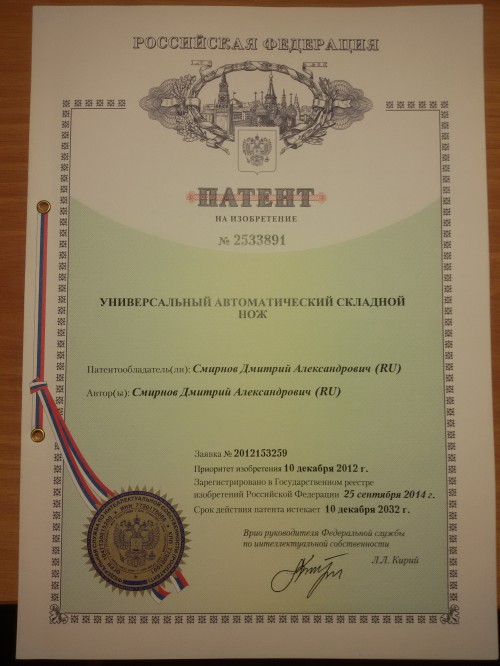 РОССИЙСКАЯ ФЕДЕРАЦИЯ
ПАТЕНТ
НА ИЗОБРЕТЕНИЕ
№ 2533891
УНИВЕРСАЛЬНЫЙ АВТОМАТИЧЕСКИЙ СКЛАДНОЙ
НОЖ
Патентообладатель(ли): Смирнов Дмитрий Александрович (RU)
Автор(ы): Смирнов Дмитрий Александрович (RU)
Заявка № 2012153259
Приоритет изобретения 10 декабря 2012 г.
Зарегистрировано в Государственном реестре
изобретений Российской Федерации 25 сентября 2014 г.
Срок действия патента истекает 10 декабря 2032 г.
Врио руководителя Федеральной службы
по интеллектуальной собственности
Л.Л. Кирий